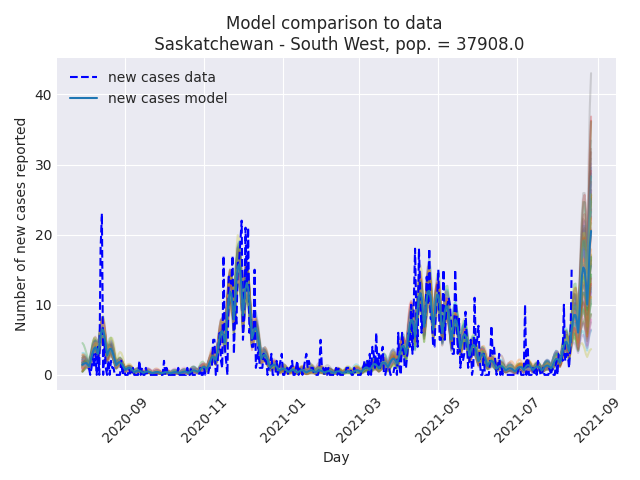 Model comparison to data
Saskatchewan - South West, pop. = 37908.0
new cases data
new cases model
Number of new cases reported
40
30
20
10
0
2020-09
2020-11
2021-01
2021-03
2021-05
2021-07
2021-09
Day